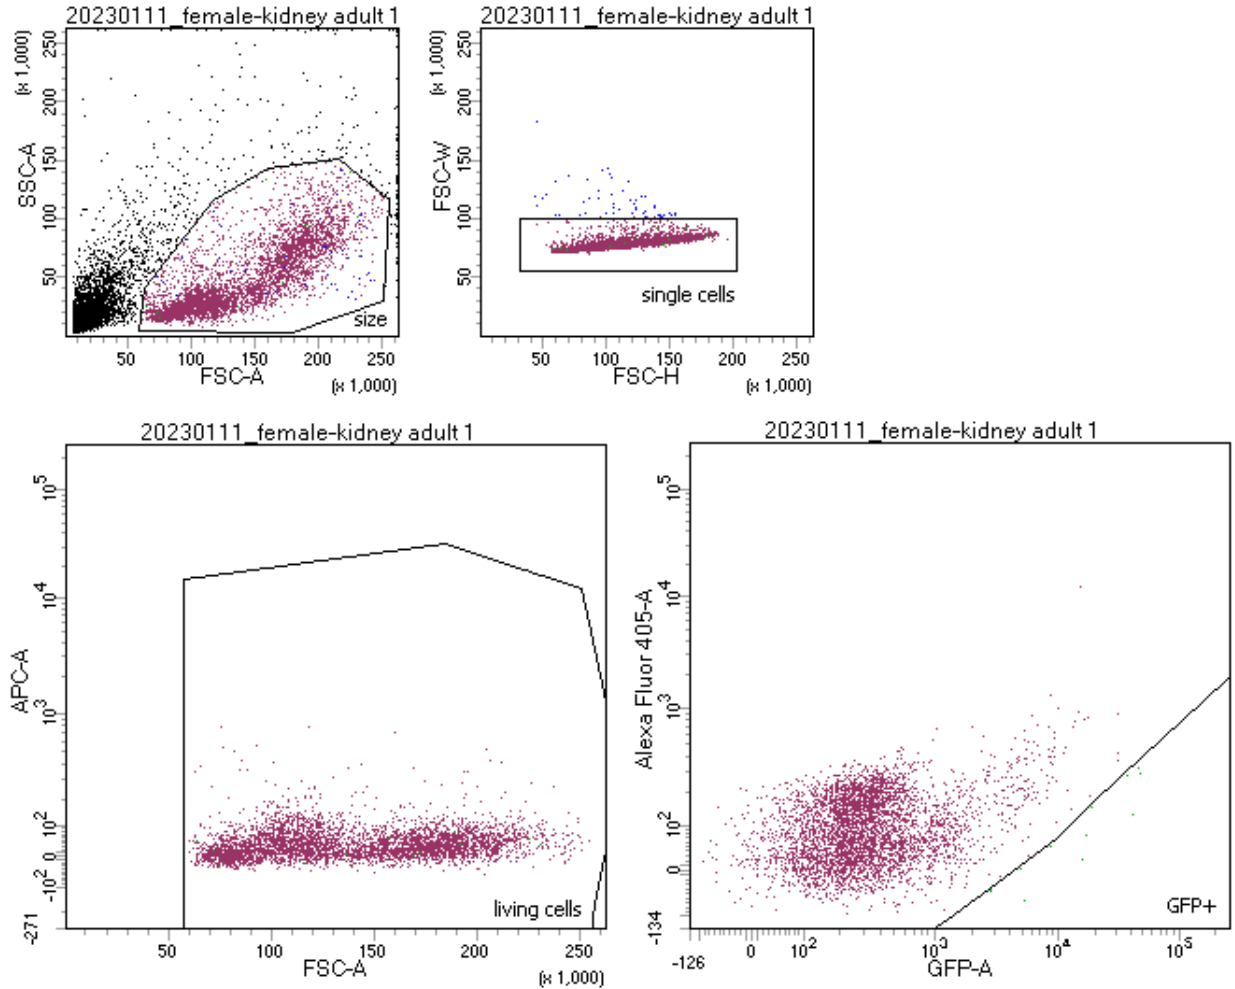 20230111_female-kidney adult 1
(x 1,000)
SSC-A
250
200
150
100
50
size
50 100 150 200 250
FSC-A
(x 1,000)
20230111_female-kidney adult 1
(x 1,000)
FSC-W
250
200
150
100
50
single cells
50 100 150 200 250
FSC-H
(x 1,000)
20230111_female-kidney adult 1
APC-A
10^5
10^4
10^3
10^2
0
-10^2
-271
living cells
50 100 150 200 250
FSC-A
(x 1,000)
20230111_female-kidney adult 1
Alexa Fluor 405-A
10^5
10^4
10^3
10^2
0
-134
GFP+
-126 0 10^2 10^3 10^4 10^5
GFP-A